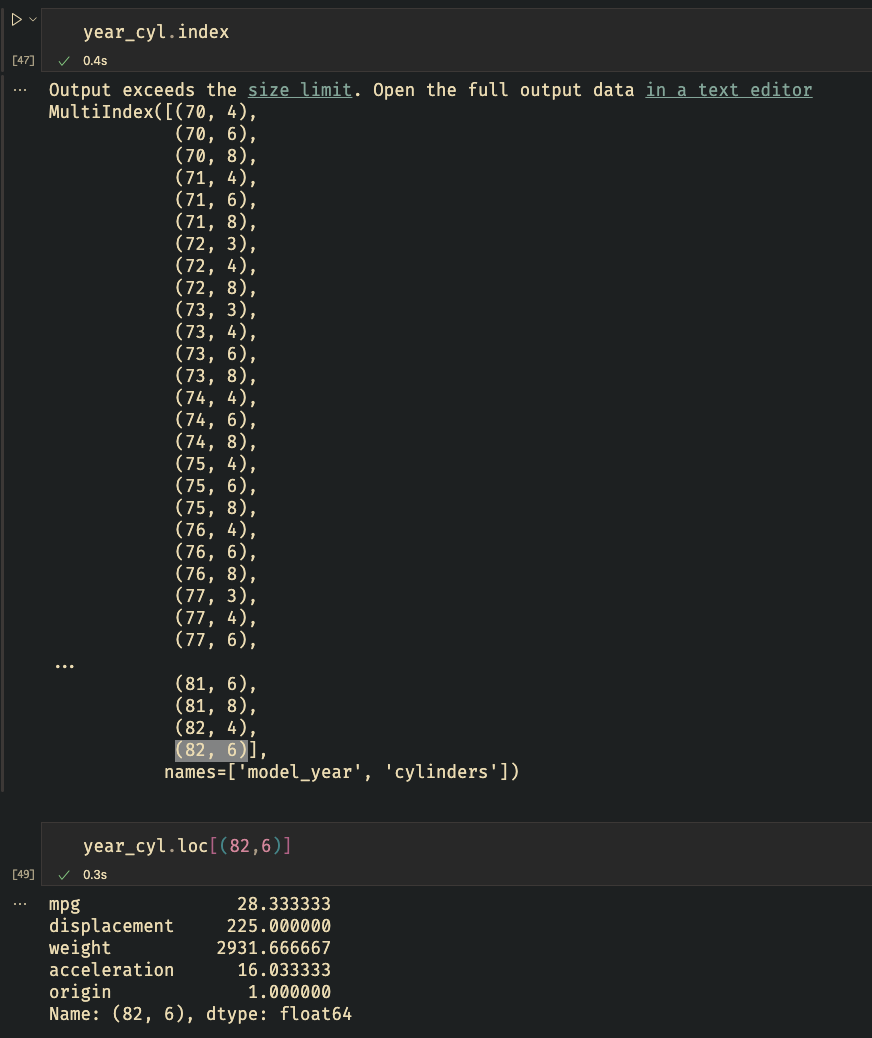 year_cyl.index
[47]
0.4s
Output exceeds the size limit. Open the full output data in a text editor
MultiIndex([(70, 4),
(70, 6),
(70, 8),
(71, 4),
(71, 6),
(71, 8),
(72, 3),
(72, 4),
(72, 8),
(73, 3),
(73, 4),
(73, 6),
(73, 8),
(74, 4),
(74, 6),
(74, 8),
(75, 4),
(75, 6),
(75, 8),
(76, 4),
(76, 6),
(76, 8),
(77, 3),
(77, 4),
(77, 6),
...
(81, 6),
(81, 8),
(82, 4),
(82, 6)],
names=['model_year', 'cylinders'])
year_cyl.loc[(82,6)]
[49]
0.3s
mpg 28.333333
displacement 225.000000
weight 2931.666667
acceleration 16.033333
origin 1.000000
Name: (82, 6), dtype: float64